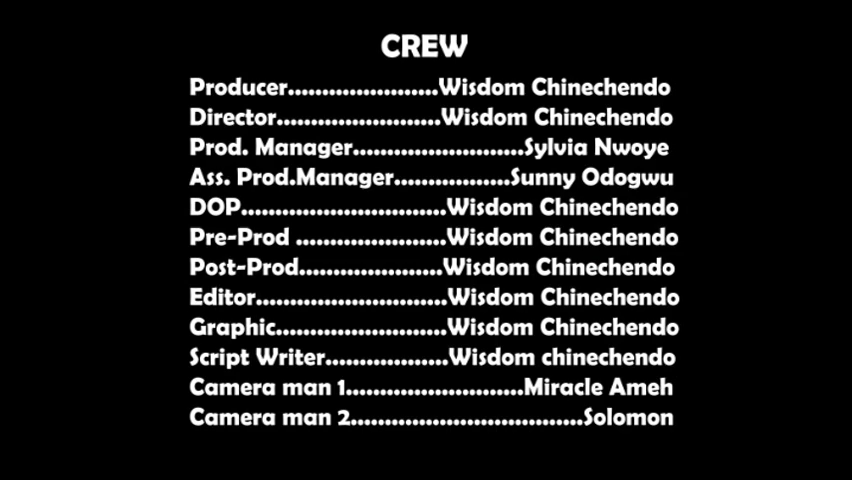 CREW
Producer......................Wisdom Chinechendo
Director........................Wisdom Chinechendo
Prod. Manager.........................Sylvia Nwoye
Ass. Prod.Manager.................Sunny Odogwu
DOP..............................Wisdom Chinechendo
Pre-Prod ......................Wisdom Chinechendo
Post-Prod.....................Wisdom Chinechendo
Editor............................Wisdom Chinechendo
Graphic.........................Wisdom Chinechendo
Script Writer..................Wisdom chinechendo
Camera man 1..........................Miracle Ameh
Camera man 2..................................Solomon